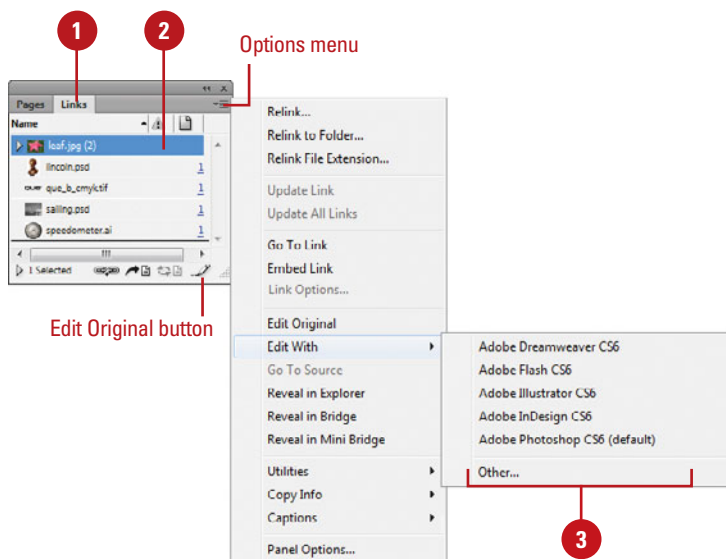 1
2
Options menu
Pages Links
Name
leaf.jpg (2)
lincoln.psd 1
que_b_cmyk.tif 1
sailing.psd 1
speedometer.ai 1
1 Selected
Edit Original button
Relink...
Relink to Folder...
Relink File Extension...
Update Link
Update All Links
Go To Link
Embed Link
Link Options...
Edit Original
Edit With
Go To Source
Reveal in Explorer
Reveal in Bridge
Reveal in Mini Bridge
Utilities
Copy Info
Captions
Panel Options...
Adobe Dreamweaver CS6
Adobe Flash CS6
Adobe Illustrator CS6
Adobe InDesign CS6
Adobe Photoshop CS6 (default)
Other...
3